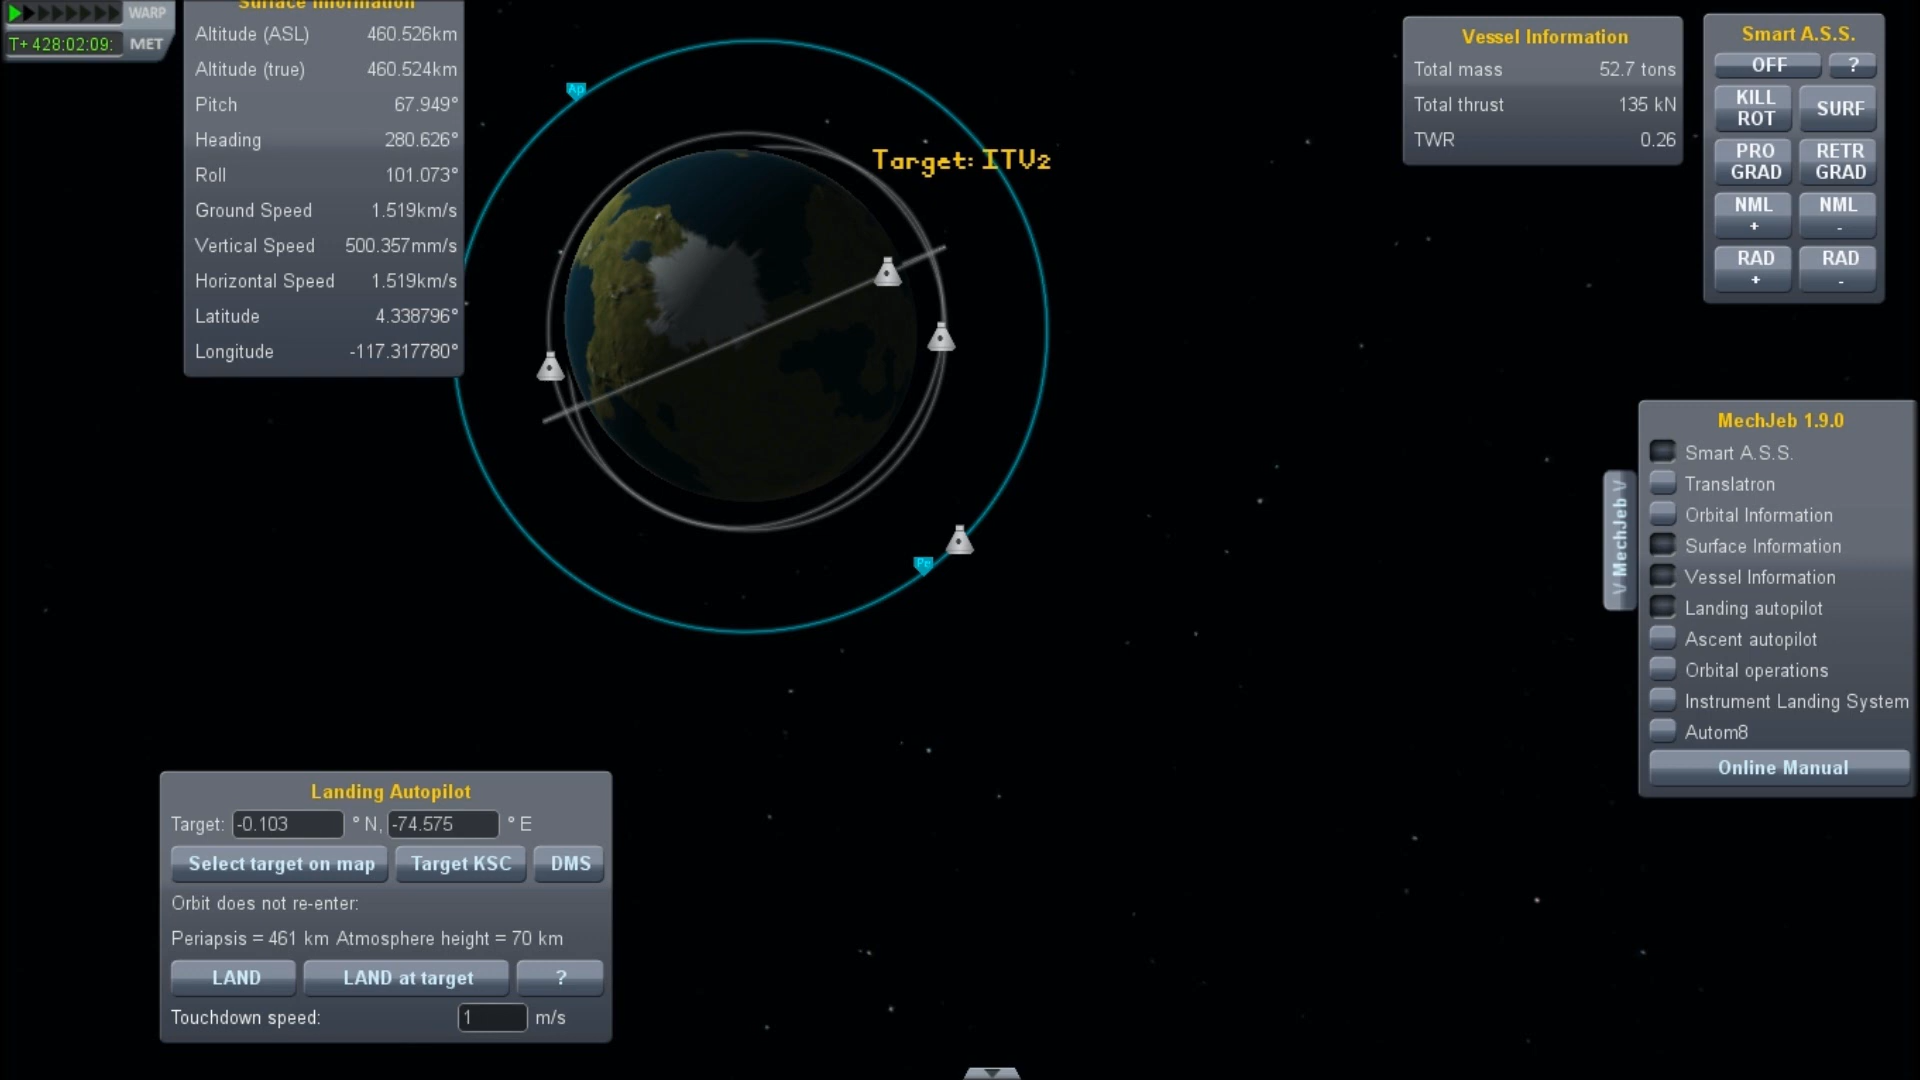 WARP
T+ 428:02:09:
MET
Surface Information
Altitude (ASL) 460.526km
Altitude (true) 460.524km
Pitch 67.949°
Heading 280.626°
Roll 101.073°
Ground Speed 1.519km/s
Vertical Speed 500.357mm/s
Horizontal Speed 1.519km/s
Latitude 4.338796°
Longitude -117.317780°
Ap
Target: ITV2
Pe
Vessel Information
Total mass 52.7 tons
Total thrust 135 kN
TWR 0.26
Smart A.S.S.
OFF ?
KILL ROT SURF
PRO GRAD RETR GRAD
NML + NML -
RAD + RAD -
V MechJeb V
MechJeb 1.9.0
Smart A.S.S.
Translatron
Orbital Information
Surface Information
Vessel Information
Landing autopilot
Ascent autopilot
Orbital operations
Instrument Landing System
Autom8
Online Manual
Landing Autopilot
Target: -0.103 ° N, -74.575 ° E
Select target on map Target KSC DMS
Orbit does not re-enter:
Periapsis = 461 km Atmosphere height = 70 km
LAND LAND at target ?
Touchdown speed: 1 m/s